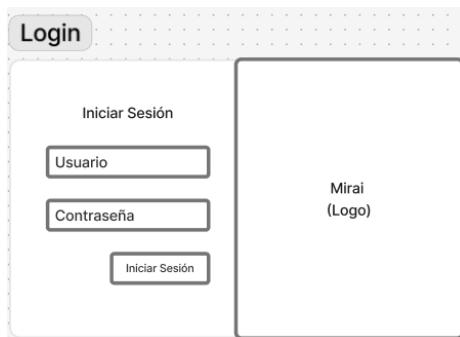 Login
Iniciar Sesión
Usuario
Contraseña
Iniciar Sesión
Mirai
(Logo)